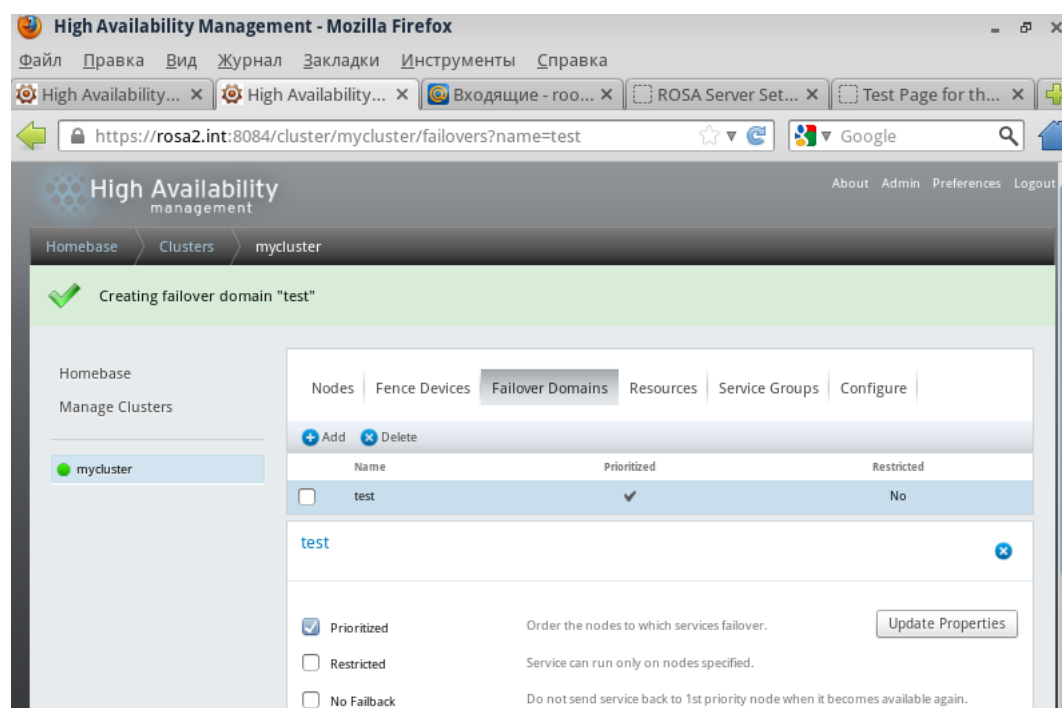 High Availability Management - Mozilla Firefox
Файл Правка Вид Журнал Закладки Инструменты Справка
High Availability... High Availability... Входящие - roo... ROSA Server Set... Test Page for th...
https://rosa2.int:8084/cluster/mycluster/failovers?name=test Google
High Availability
management
About Admin Preferences Logout
Homebase Clusters mycluster
Creating failover domain "test"
Homebase
Manage Clusters
mycluster
Nodes Fence Devices Failover Domains Resources Service Groups Configure
Add Delete
Name Prioritized Restricted
test No
test
Prioritized Order the nodes to which services failover. Update Properties
Restricted Service can run only on nodes specified.
No Failback Do not send service back to 1st priority node when it becomes available again.